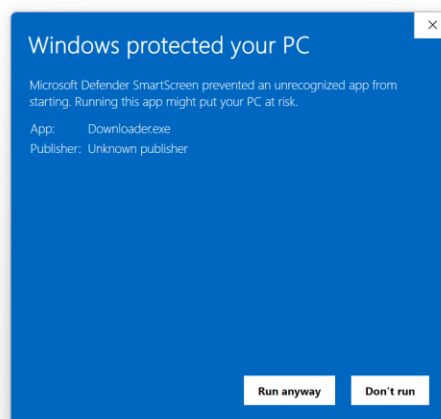 Windows protected your PC
Microsoft Defender SmartScreen prevented an unrecognized app from
starting. Running this app might put your PC at risk.
App: Downloader.exe
Publisher: Unknown publisher
Run anyway Don't run